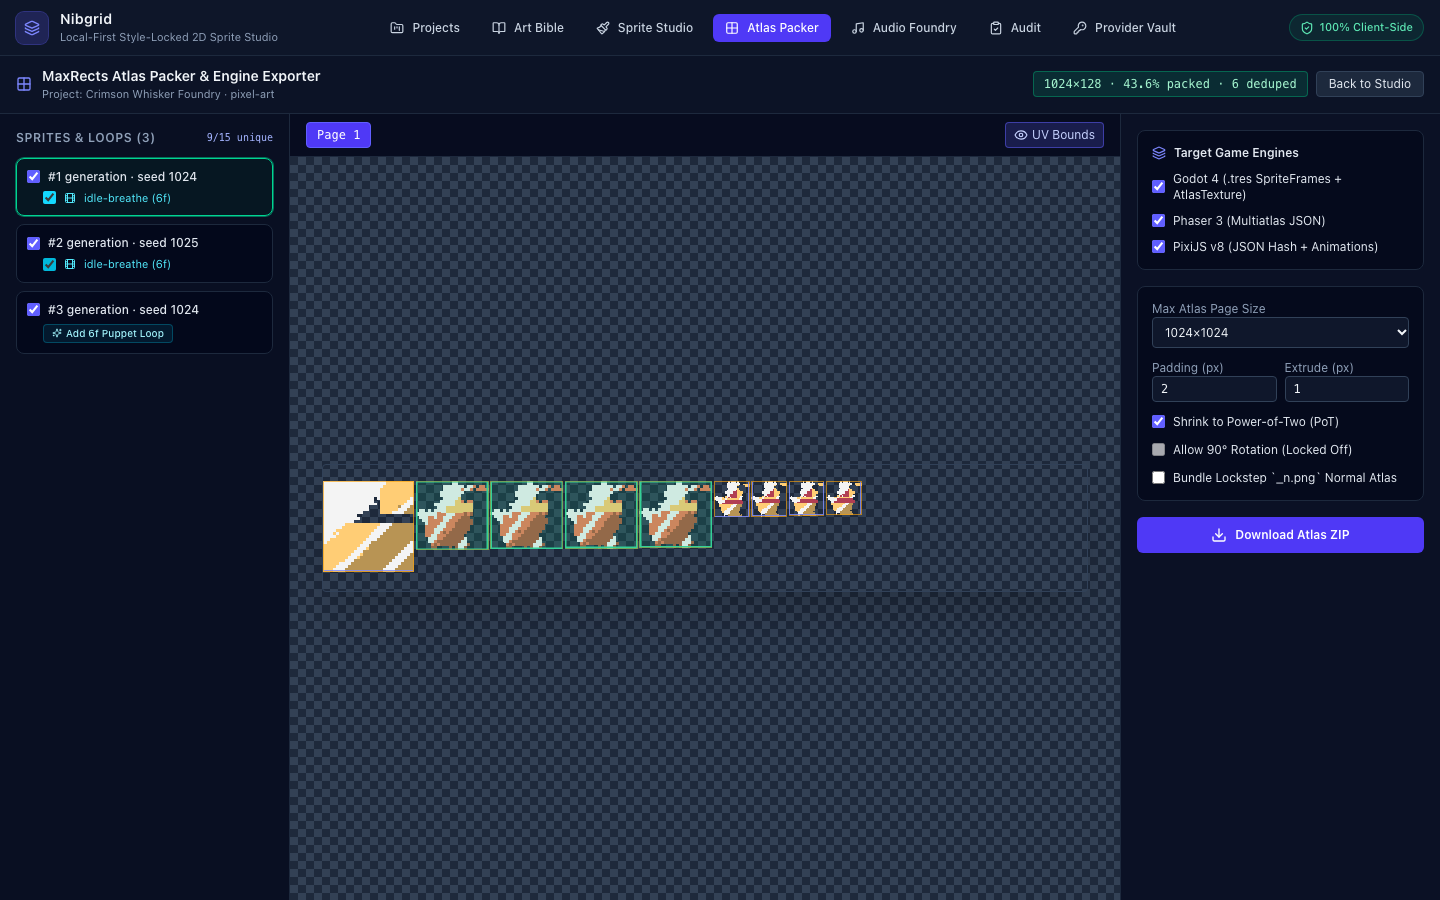 Nibgrid
Local-First Style-Locked 2D Sprite Studio
Projects
Art Bible
Sprite Studio
Atlas Packer
Audio Foundry
Audit
Provider Vault
100% Client-Side
MaxRects Atlas Packer & Engine Exporter
Project: Crimson Whisker Foundry · pixel-art
1024×128 · 43.6% packed · 6 deduped
Back to Studio
SPRITES & LOOPS (3)
9/15 unique
#1 generation · seed 1024
idle-breathe (6f)
#2 generation · seed 1025
idle-breathe (6f)
#3 generation · seed 1024
Add 6f Puppet Loop
Page 1
UV Bounds
Target Game Engines
Godot 4 (.tres SpriteFrames +
AtlasTexture)
Phaser 3 (Multiatlas JSON)
PixiJS v8 (JSON Hash + Animations)
Max Atlas Page Size
1024×1024
Padding (px)
Extrude (px)
2
1
Shrink to Power-of-Two (PoT)
Allow 90° Rotation (Locked Off)
Bundle Lockstep `_n.png` Normal Atlas
Download Atlas ZIP